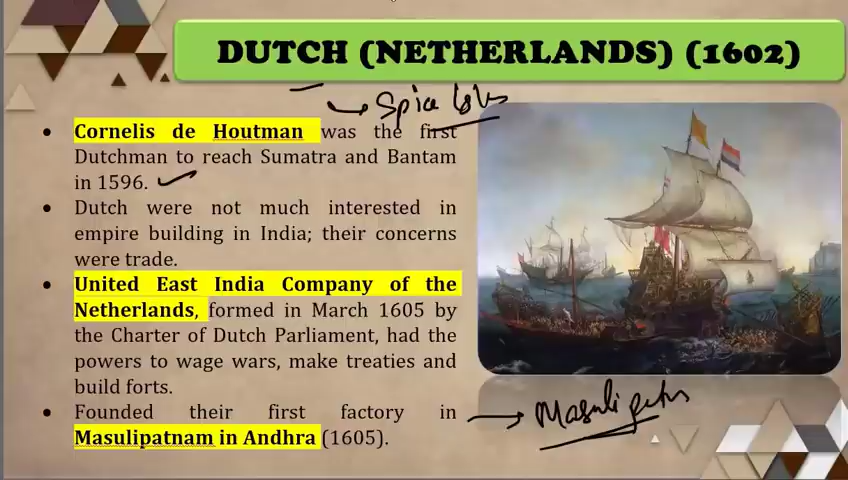 DUTCH (NETHERLANDS) (1602)
Spice
• Cornelis de Houtman was the first
Dutchman to reach Sumatra and Bantam
in 1596.
• Dutch were not much interested in
empire building in India; their concerns
were trade.
• United East India Company of the
Netherlands, formed in March 1605 by
the Charter of Dutch Parliament, had the
powers to wage wars, make treaties and
build forts.
• Founded their first factory in
Masulipatnam in Andhra (1605).